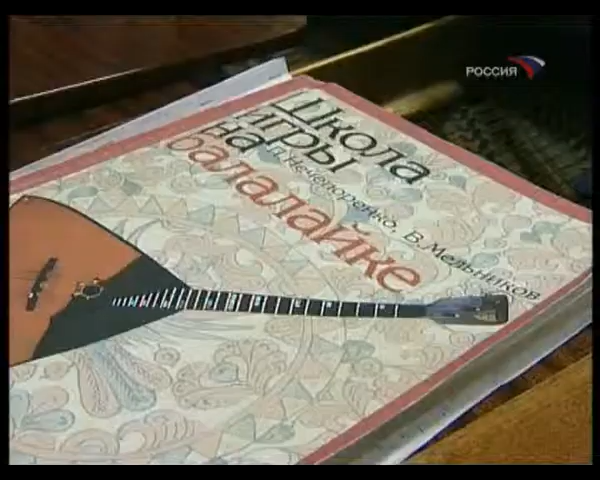 РОССИЯ
Школа
игры
на
балалайке
П. Нечепоренко, В. Мельников